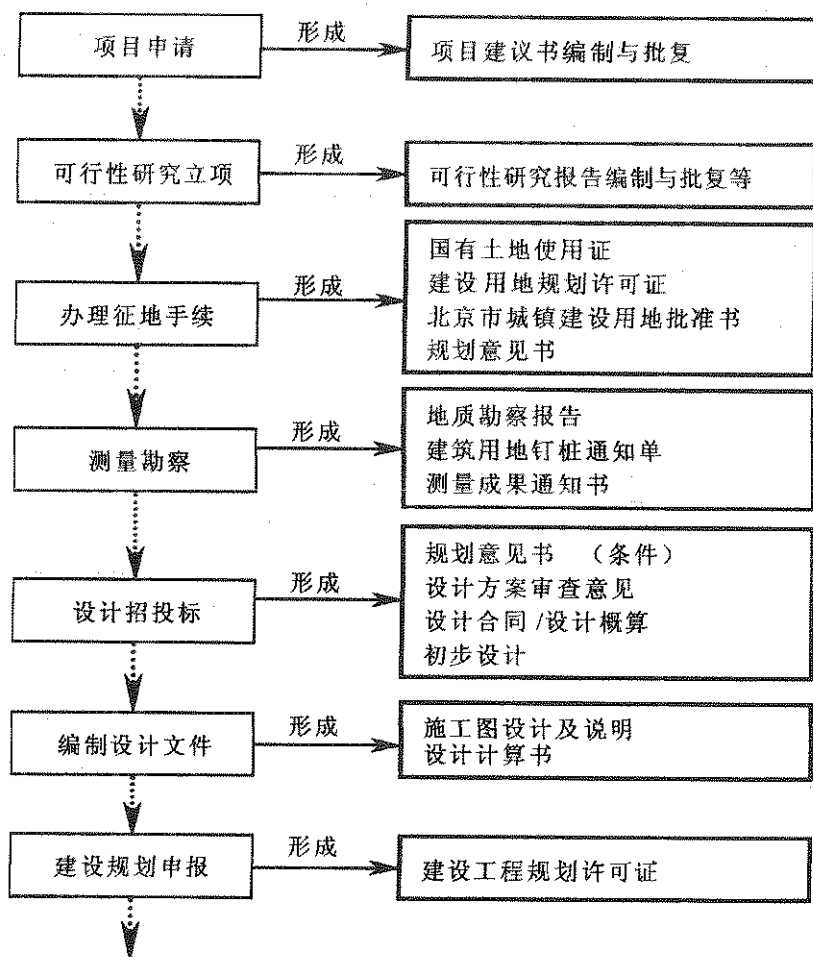 项目申请
形成
项目建议书编制与批复
可行性研究立项
形成
可行性研究报告编制与批复等
办理征地手续
形成
国有土地使用证
建设用地规划许可证
北京市城镇建设用地批准书
规划意见书
测量勘察
形成
地质勘察报告
建筑用地钉桩通知单
测量成果通知书
设计招投标
形成
规划意见书 （条件）
设计方案审查意见
设计合同/设计概算
初步设计
编制设计文件
形成
施工图设计及说明
设计计算书
建设规划申报
形成
建设工程规划许可证